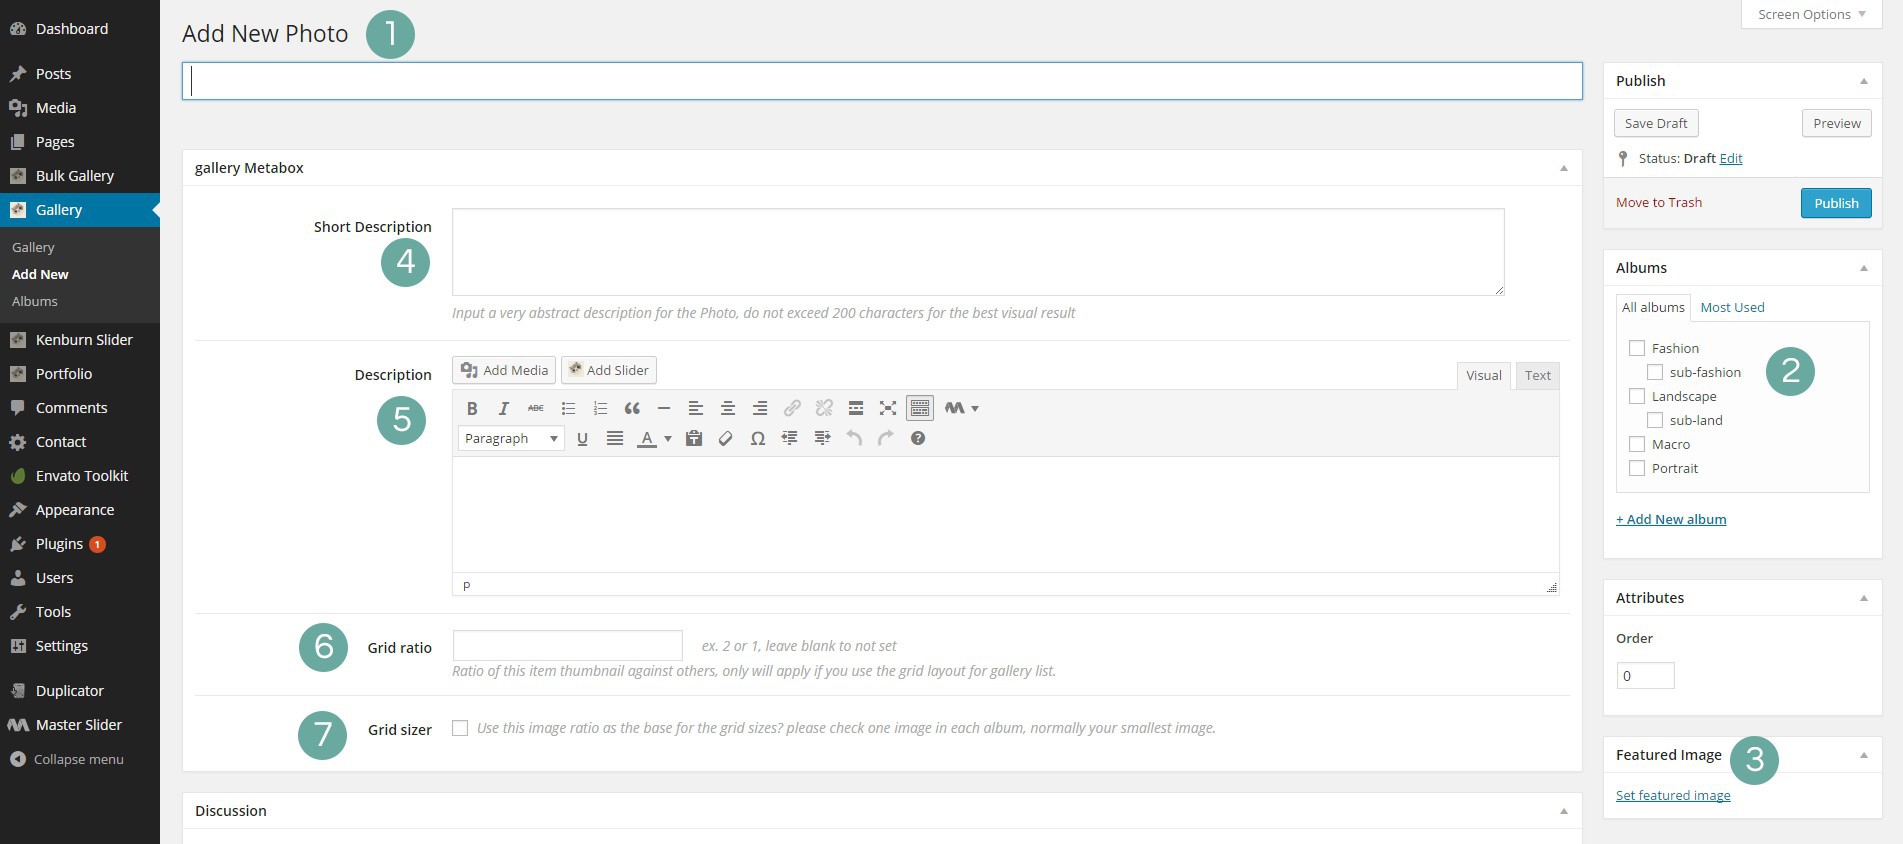 Dashboard
Posts
Media
Pages
Bulk Gallery
Gallery
Gallery
Add New
Albums
Kenburn Slider
Portfolio
Comments
Contact
Envato Toolkit
Appearance
Plugins 1
Users
Tools
Settings
Duplicator
Master Slider
Collapse menu
Screen Options
Add New Photo 1
gallery Metabox
Short Description
4
Input a very abstract description for the Photo, do not exceed 200 characters for the best visual result
Description
5
Add Media Add Slider
Visual Text
B I ABC
Paragraph U A Ω ?
p
6 Grid ratio ex. 2 or 1, leave blank to not set
Ratio of this item thumbnail against others, only will apply if you use the grid layout for gallery list.
7 Grid sizer Use this image ratio as the base for the grid sizes? please check one image in each album, normally your smallest image.
Discussion
Publish
Save Draft Preview
Status: Draft Edit
Move to Trash Publish
Albums
All albums Most Used
Fashion
sub-fashion 2
Landscape
sub-land
Macro
Portrait
+ Add New album
Attributes
Order
0
Featured Image 3
Set featured image